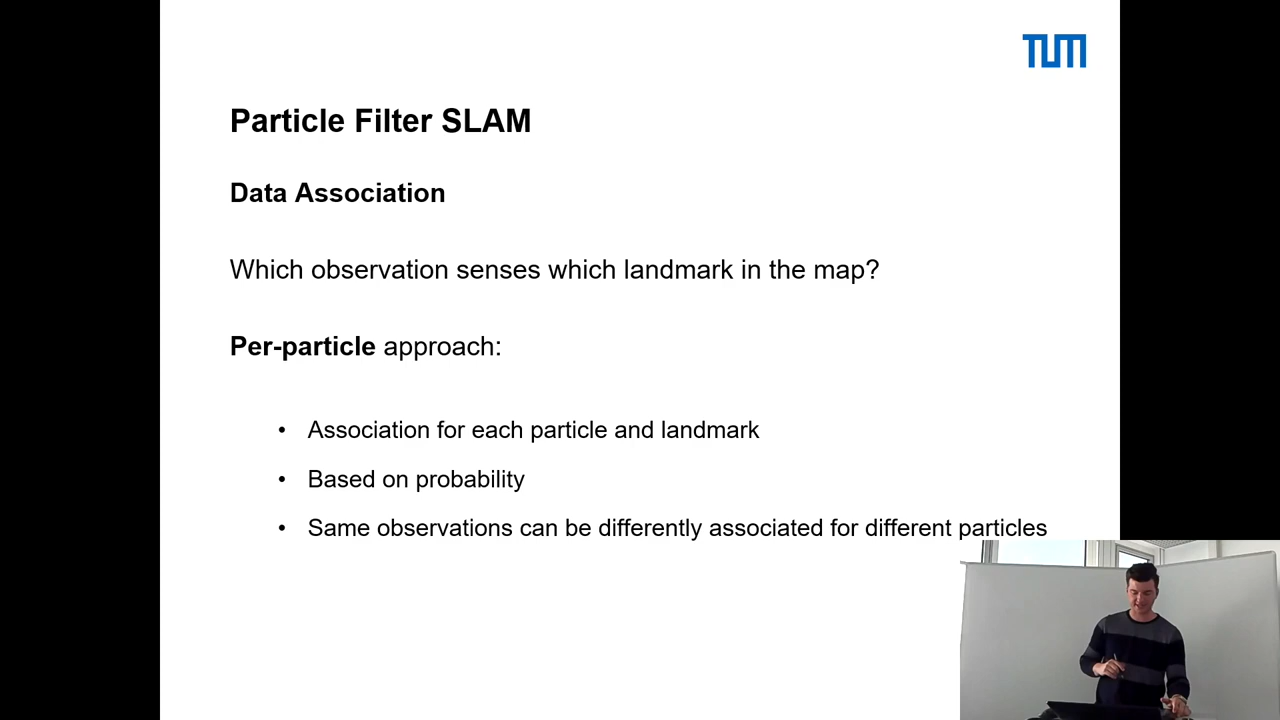 TUM
Particle Filter SLAM
Data Association
Which observation senses which landmark in the map?
Per-particle approach:
• Association for each particle and landmark
• Based on probability
• Same observations can be differently associated for different particles